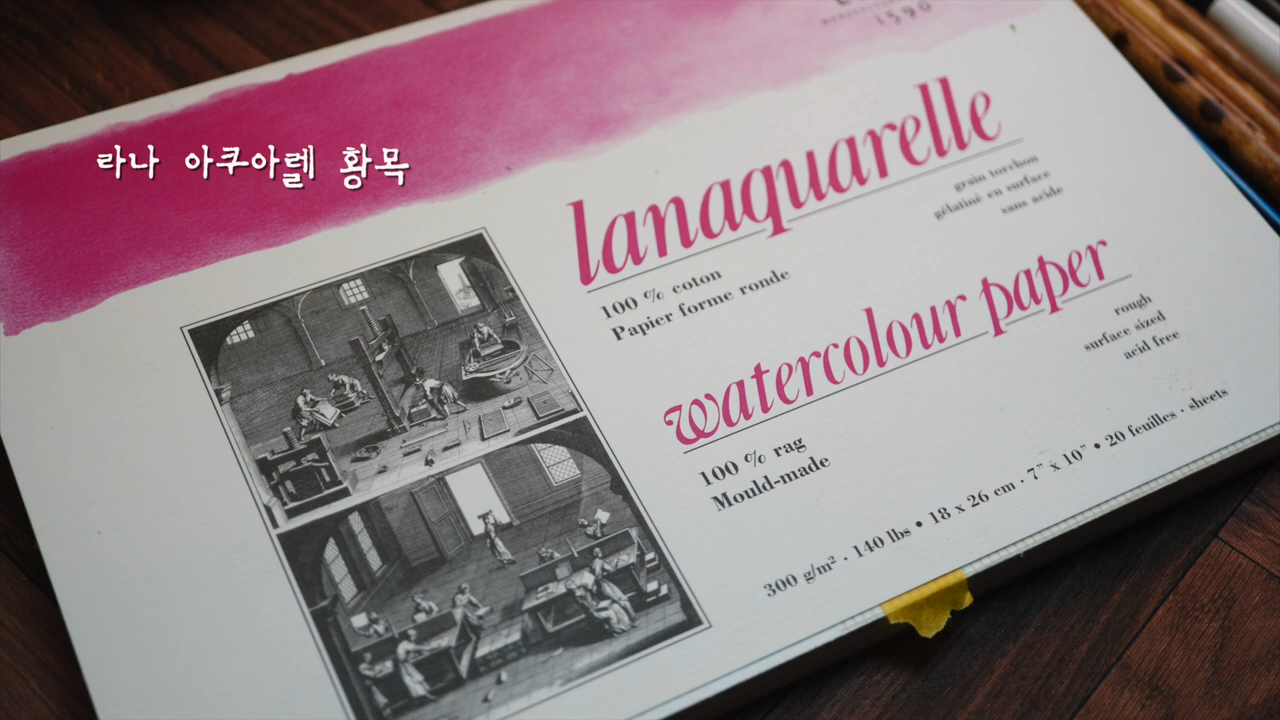 1590
라나 아쿠아렐 황목
lanaquarelle
grain torchon
gélatiné en surface
sans acide
100 % coton
Papier forme ronde
watercolour paper
rough
surface sized
acid free
100 % rag
Mould-made
300 g/m² · 140 lbs • 18 x 26 cm · 7" x 10" • 20 feuilles · sheets